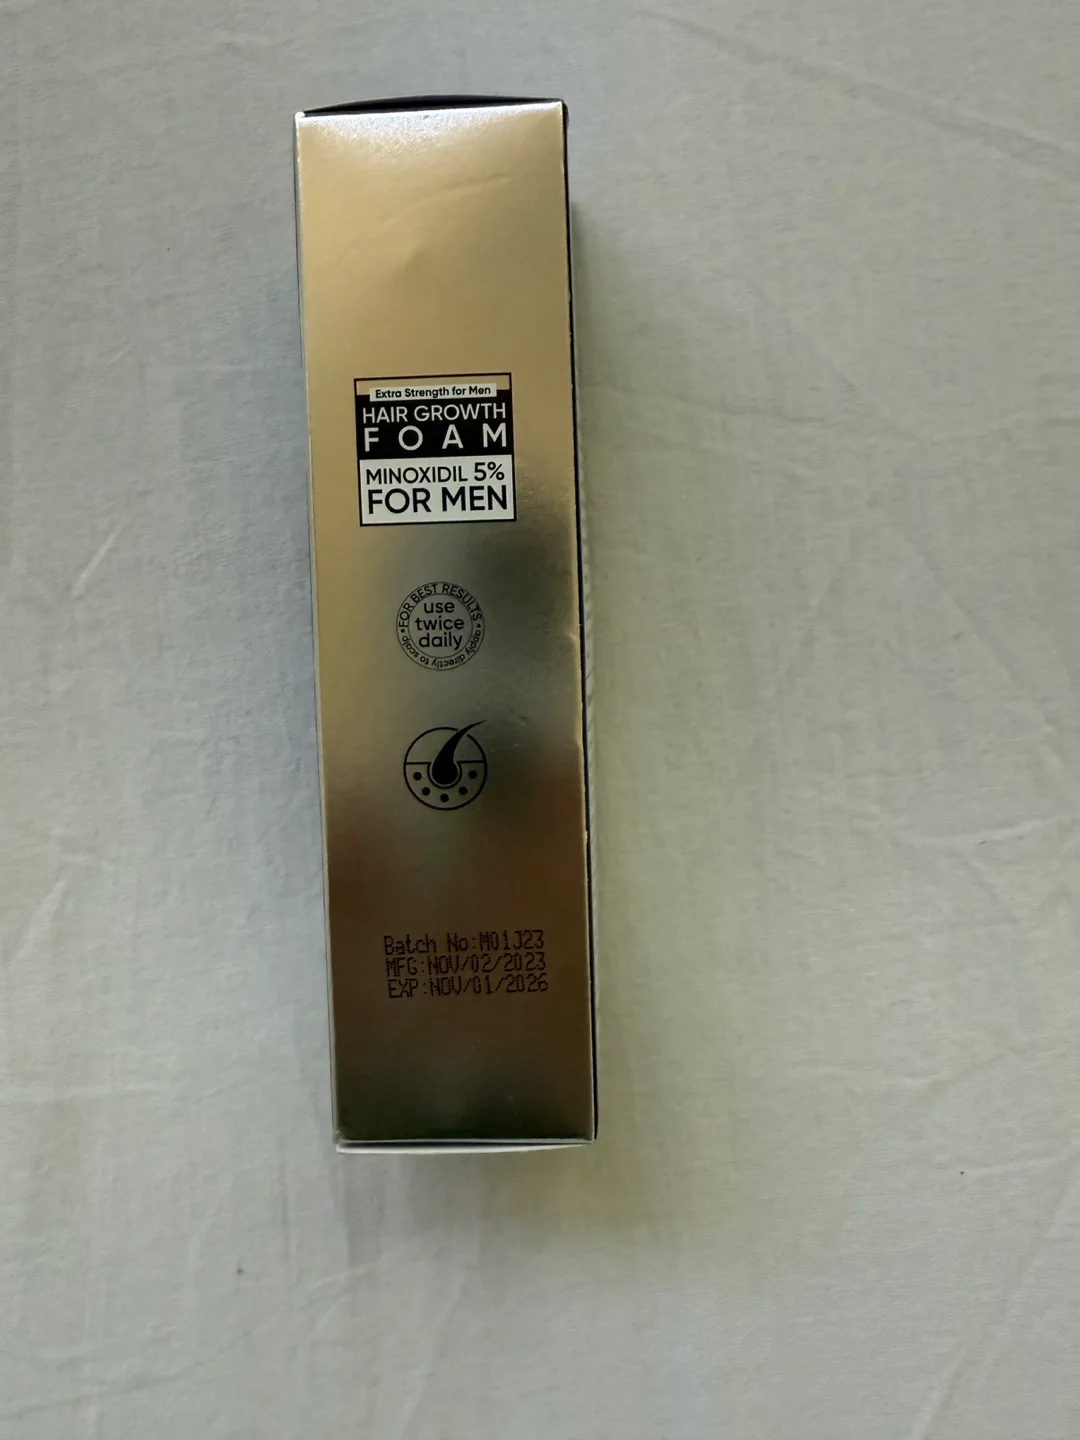 Extra Strength for Men
HAIR GROWTH
FOAM
MINOXIDIL 5%
FOR MEN
FOR BEST RESULTS
use
twice
daily
apply directly to scalp
Batch No:M01J23
MFG:NOV/02/2023
EXP:NOV/01/2026